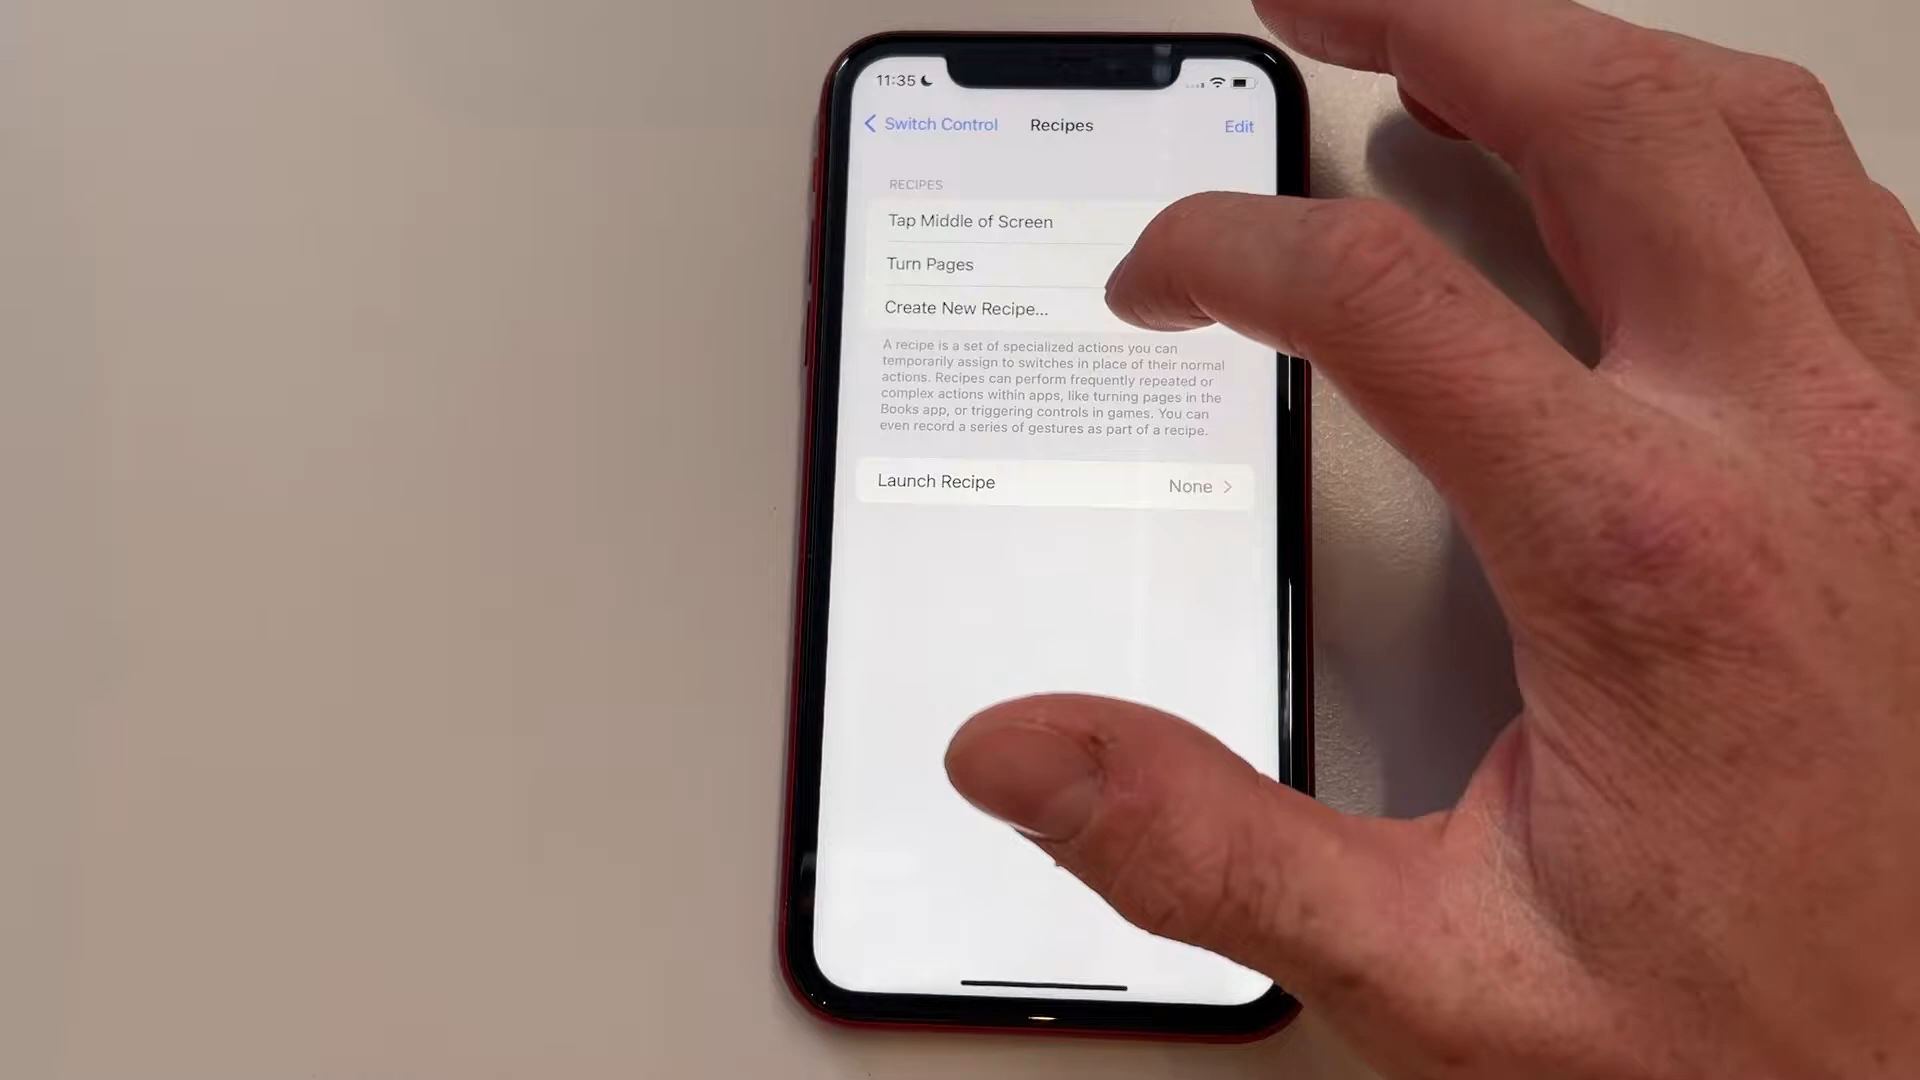 11:35
Switch Control
Recipes
Edit
RECIPES
Tap Middle of Screen
Turn Pages
Create New Recipe...
A recipe is a set of specialized actions you can
temporarily assign to switches in place of their normal
actions. Recipes can perform frequently repeated or
complex actions within apps, like turning pages in the
Books app, or triggering controls in games. You can
even record a series of gestures as part of a recipe.
Launch Recipe
None